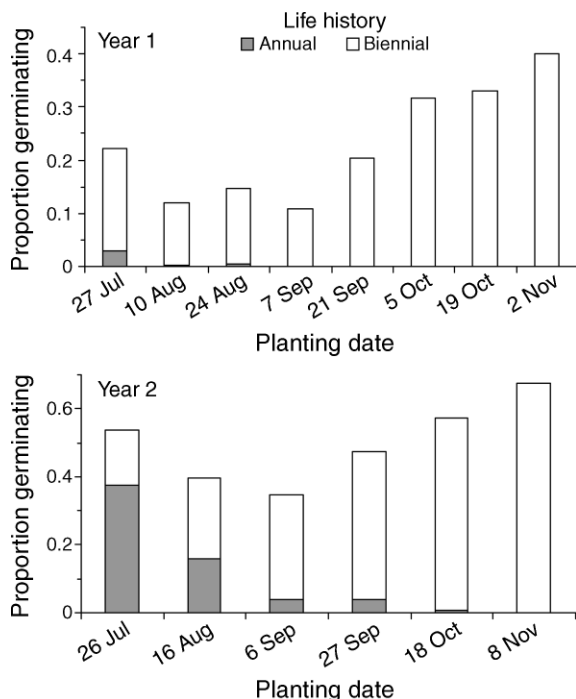 Life history
Year 1
Annual Biennial
Proportion germinating
0.4
0.3
0.2
0.1
0
27 Jul
10 Aug
24 Aug
7 Sep
21 Sep
5 Oct
19 Oct
2 Nov
Planting date
Year 2
Proportion germinating
0.6
0.4
0.2
0
26 Jul
16 Aug
6 Sep
27 Sep
18 Oct
8 Nov
Planting date